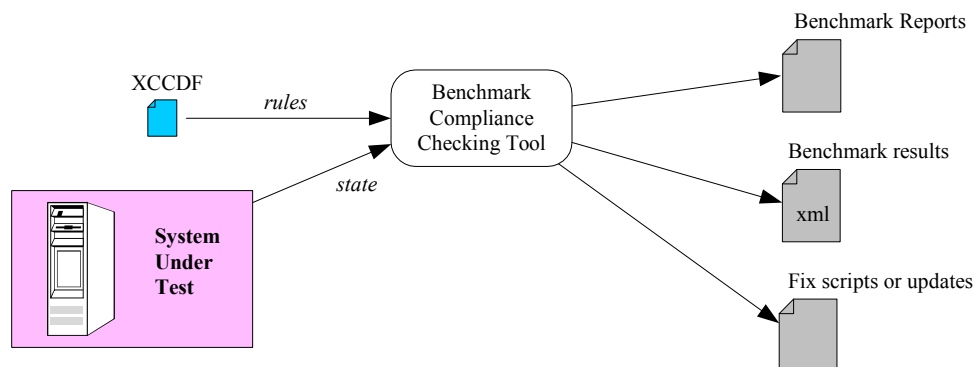 Benchmark Reports
XCCDF
rules
Benchmark
Compliance
Checking Tool
state
Benchmark results
xml
System
Under
Test
Fix scripts or updates